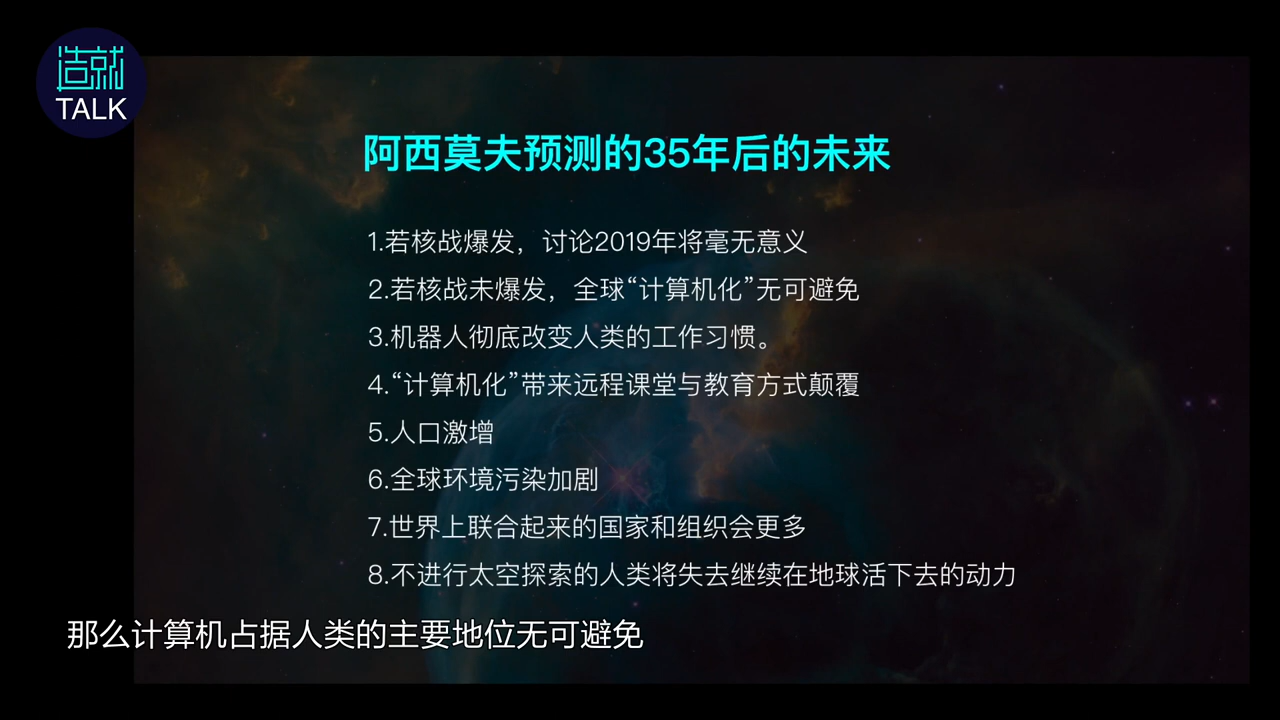 造就
TALK
阿西莫夫预测的35年后的未来
1.若核战爆发，讨论2019年将毫无意义
2.若核战未爆发，全球“计算机化”无可避免
3.机器人彻底改变人类的工作习惯。
4.“计算机化”带来远程课堂与教育方式颠覆
5.人口激增
6.全球环境污染加剧
7.世界上联合起来的国家和组织会更多
8.不进行太空探索的人类将失去继续在地球活下去的动力
那么计算机占据人类的主要地位无可避免